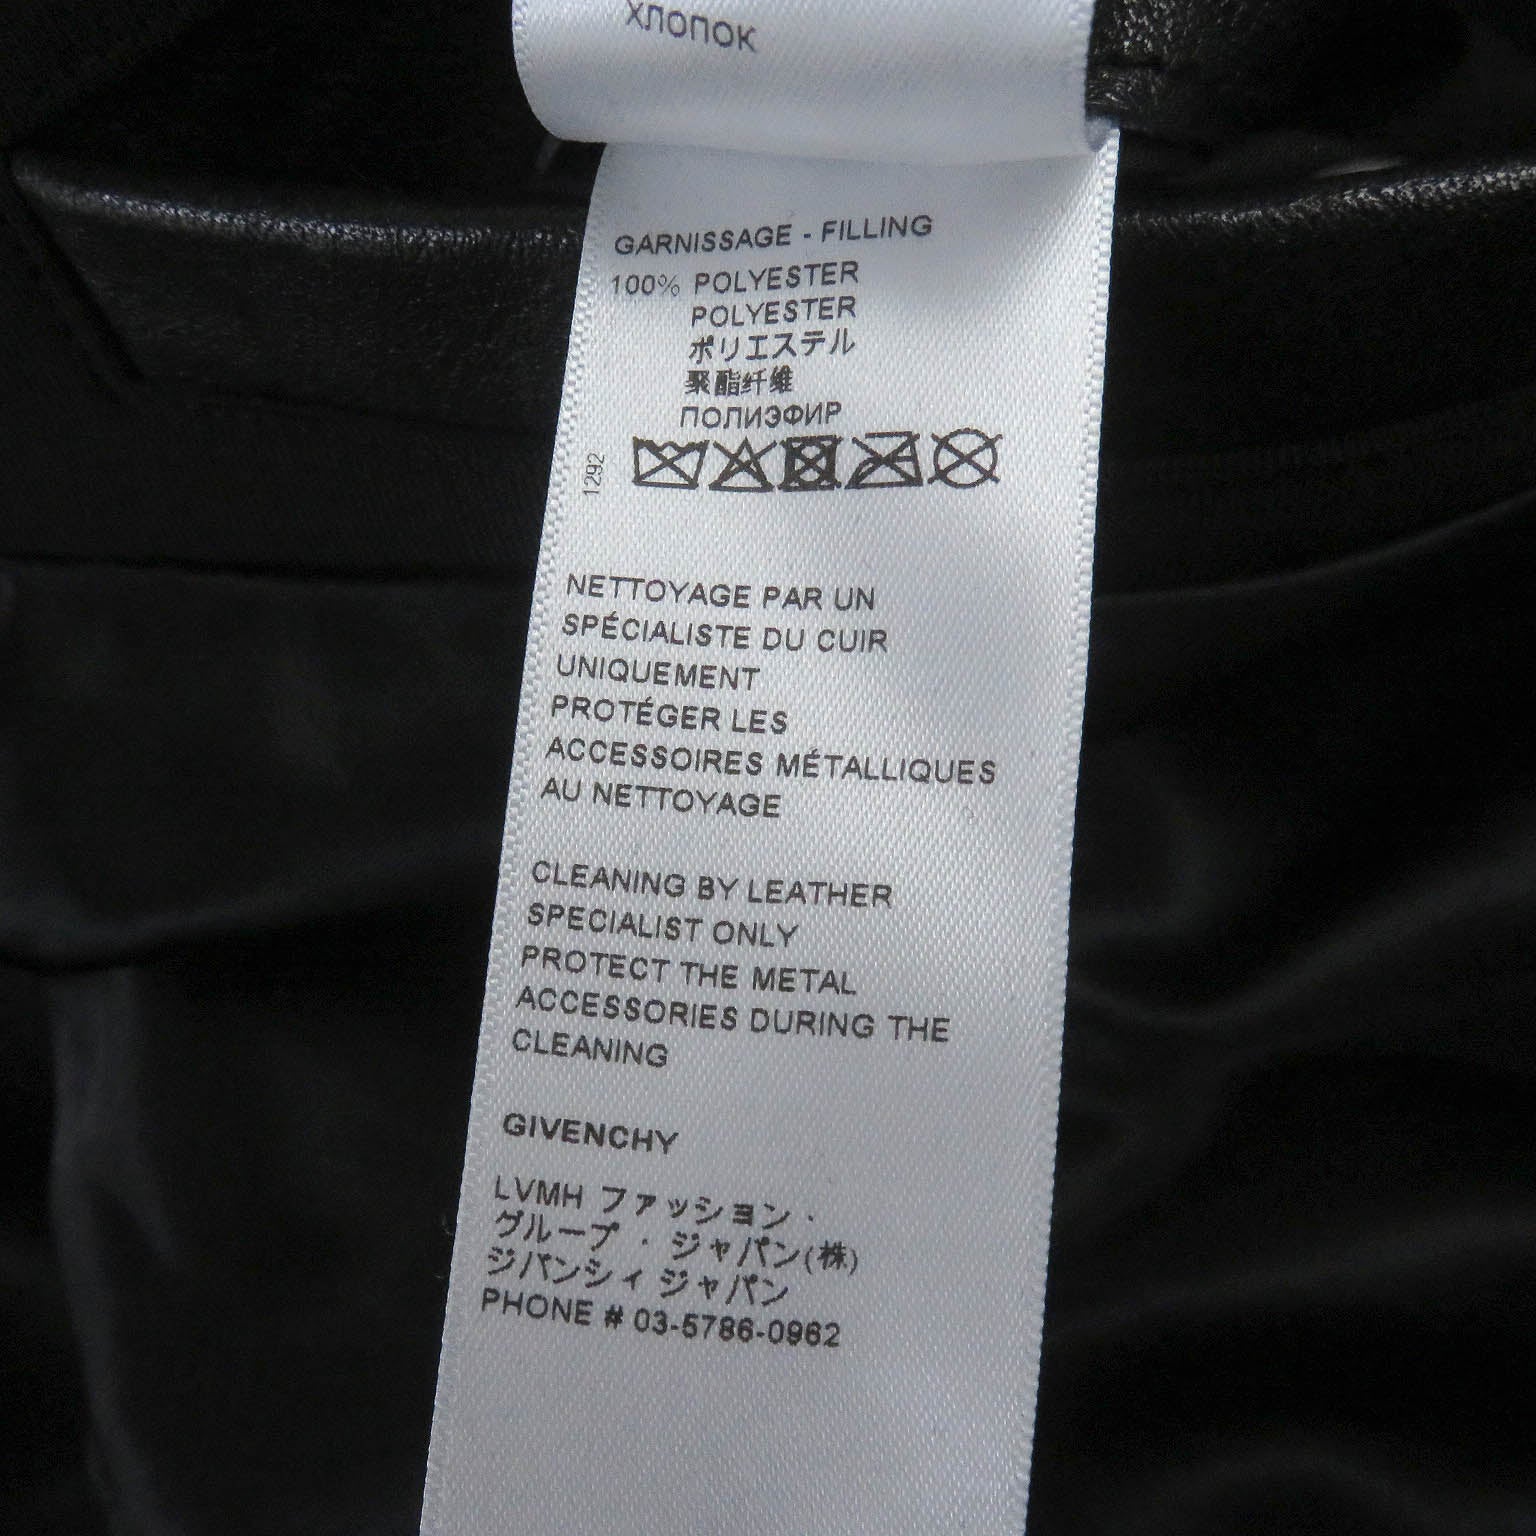 хлопок
GARNISSAGE - FILLING
100% POLYESTER
POLYESTER
ポリエステル
聚酯纤维
ПОЛИЭФИР
1292
NETTOYAGE PAR UN
SPÉCIALISTE DU CUIR
UNIQUEMENT
PROTÉGER LES
ACCESSOIRES MÉTALLIQUES
AU NETTOYAGE
CLEANING BY LEATHER
SPECIALIST ONLY
PROTECT THE METAL
ACCESSORIES DURING THE
CLEANING
GIVENCHY
LVMH ファッション・
グループ・ジャパン(株)
ジバンシィ ジャパン
PHONE # 03-5786-0962